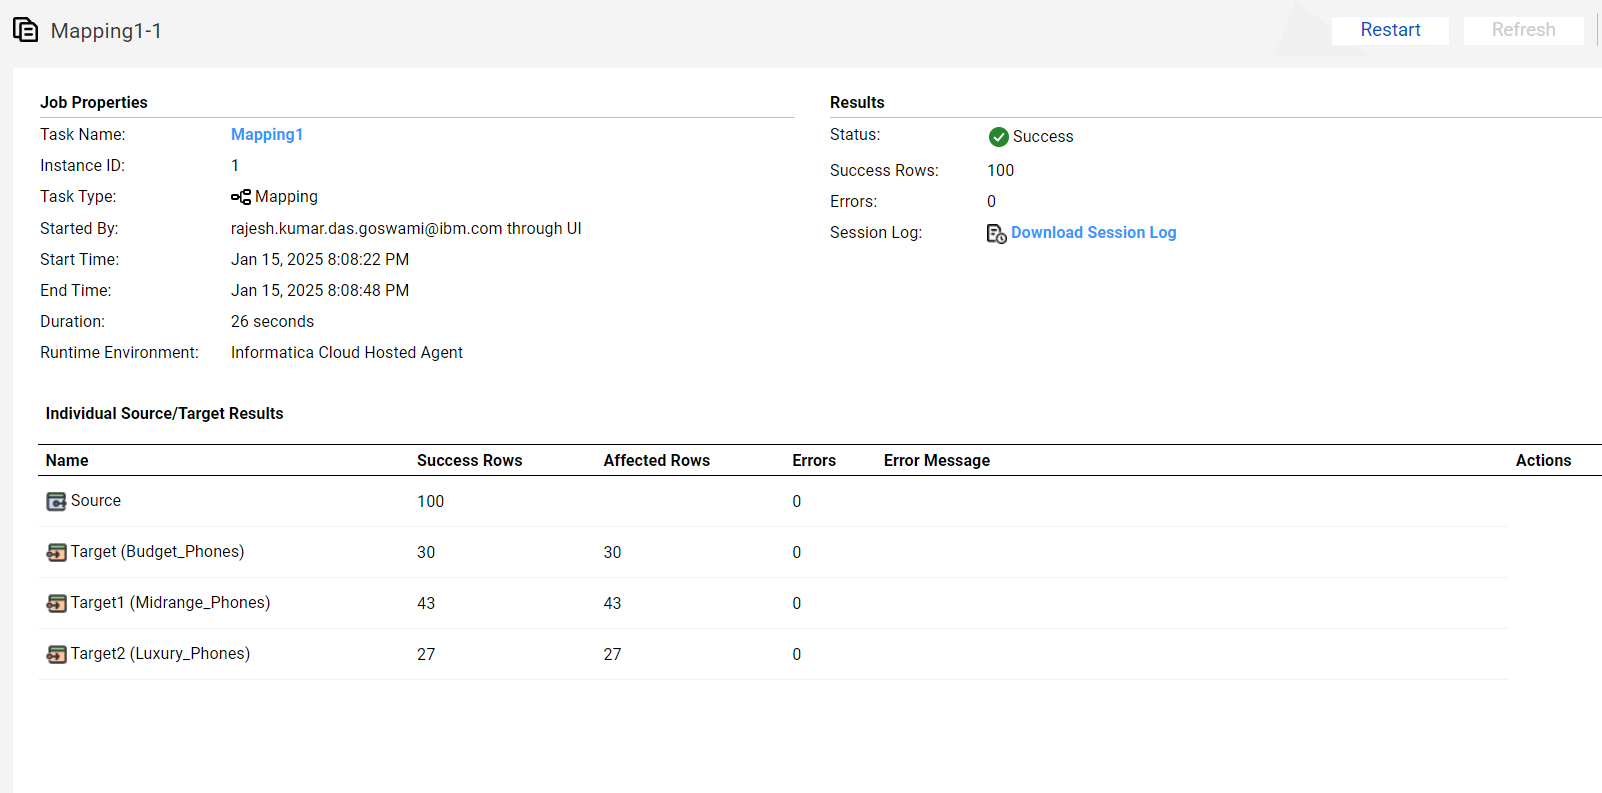 Mapping1-1
Restart
Refresh
Job Properties
Task Name: Mapping1
Instance ID: 1
Task Type: Mapping
Started By: rajesh.kumar.das.goswami@ibm.com through UI
Start Time: Jan 15, 2025 8:08:22 PM
End Time: Jan 15, 2025 8:08:48 PM
Duration: 26 seconds
Runtime Environment: Informatica Cloud Hosted Agent
Results
Status: Success
Success Rows: 100
Errors: 0
Session Log: Download Session Log
Individual Source/Target Results
Name Success Rows Affected Rows Errors Error Message Actions
Source 100 0
Target (Budget_Phones) 30 30 0
Target1 (Midrange_Phones) 43 43 0
Target2 (Luxury_Phones) 27 27 0